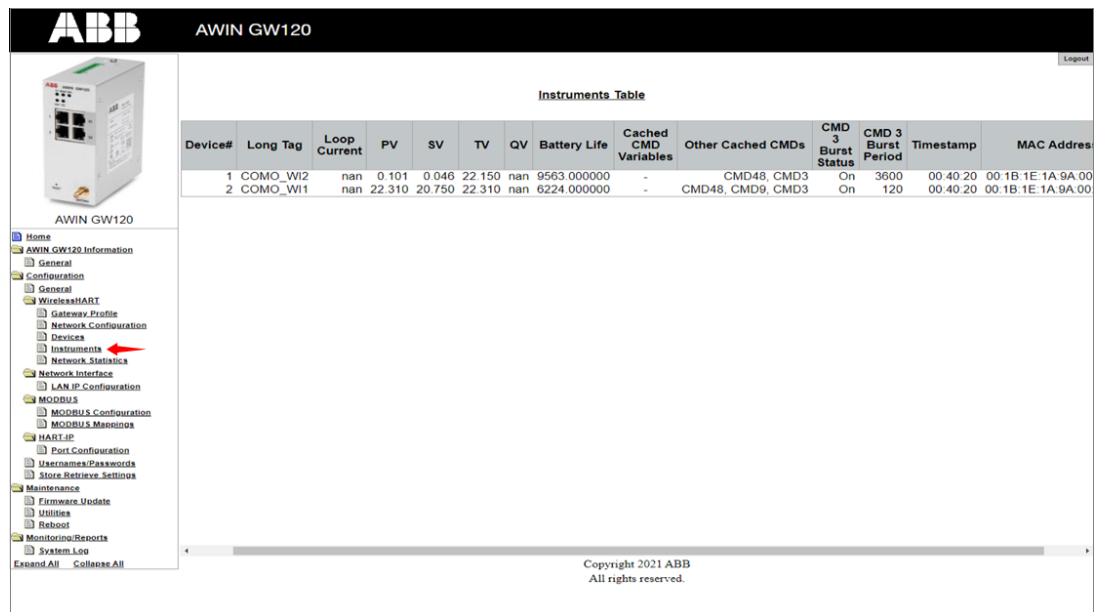 ABB
AWIN GW120
Logout
AWIN GW120
Home
AWIN GW120 Information
General
Configuration
General
WirelessHART
Gateway Profile
Network Configuration
Devices
Instruments
Network Statistics
Network Interface
LAN IP Configuration
MODBUS
MODBUS Configuration
MODBUS Mappings
HART-IP
Port Configuration
Usernames/Passwords
Store Retrieve Settings
Maintenance
Firmware Update
Utilities
Reboot
Monitoring/Reports
System Log
Expand All Collapse All
Instruments Table
Device# Long Tag Loop Current PV SV TV QV Battery Life Cached CMD Variables Other Cached CMDs CMD 3 Burst Status CMD 3 Burst Period Timestamp MAC Addres
1 COMO_WI2 nan 0.101 0.046 22.150 nan 9563.000000 - CMD48, CMD3 On 3600 00:40:20 00:1B:1E:1A:9A:00
2 COMO_WI1 nan 22.310 20.750 22.310 nan 6224.000000 - CMD48, CMD9, CMD3 On 120 00:40:20 00:1B:1E:1A:9A:00:
Copyright 2021 ABB
All rights reserved.